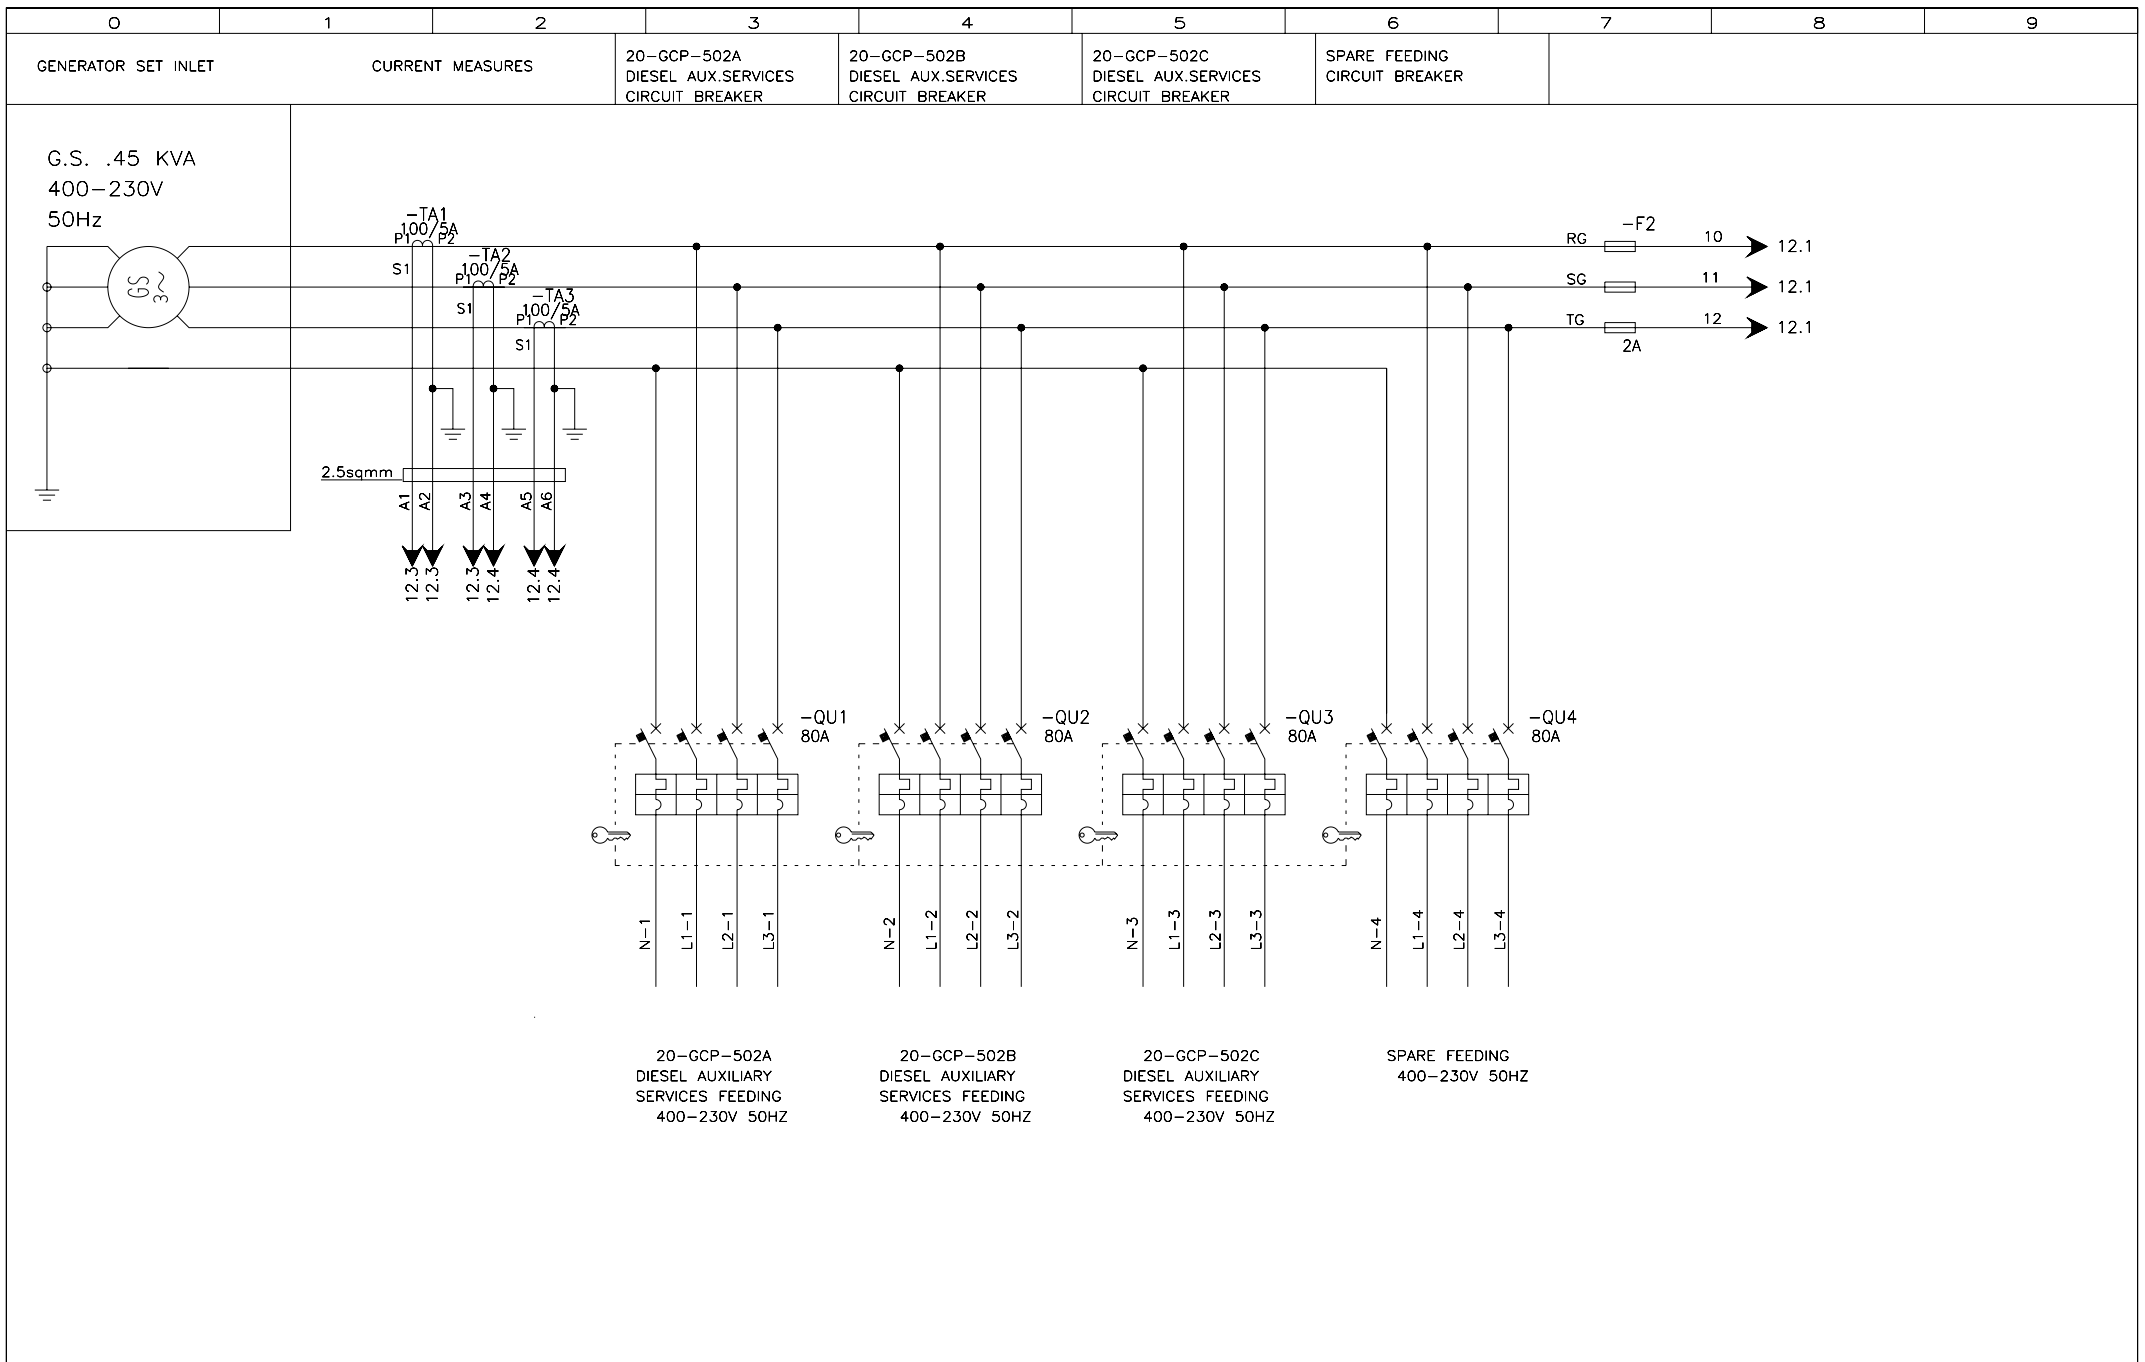 0 1 2 3 4 5 6 7 8 9
GENERATOR SET INLET
CURRENT MEASURES
20-GCP-502A
DIESEL AUX.SERVICES
CIRCUIT BREAKER
20-GCP-502B
DIESEL AUX.SERVICES
CIRCUIT BREAKER
20-GCP-502C
DIESEL AUX.SERVICES
CIRCUIT BREAKER
SPARE FEEDING
CIRCUIT BREAKER
G.S. .45 KVA
400-230V
50Hz
GS
3~
-TA1
100/5A
P1 P2
S1
-TA2
100/5A
P1 P2
S1
-TA3
100/5A
P1 P2
S1
-F2
RG 10 12.1
SG 11 12.1
TG 12 12.1
2A
2.5sqmm
A1 A2 A3 A4 A5 A6
12.3 12.3 12.3 12.4 12.4 12.4
-QU1
80A
-QU2
80A
-QU3
80A
-QU4
80A
N-1 L1-1 L2-1 L3-1
N-2 L1-2 L2-2 L3-2
N-3 L1-3 L2-3 L3-3
N-4 L1-4 L2-4 L3-4
20-GCP-502A
DIESEL AUXILIARY
SERVICES FEEDING
400-230V 50HZ
20-GCP-502B
DIESEL AUXILIARY
SERVICES FEEDING
400-230V 50HZ
20-GCP-502C
DIESEL AUXILIARY
SERVICES FEEDING
400-230V 50HZ
SPARE FEEDING
400-230V 50HZ